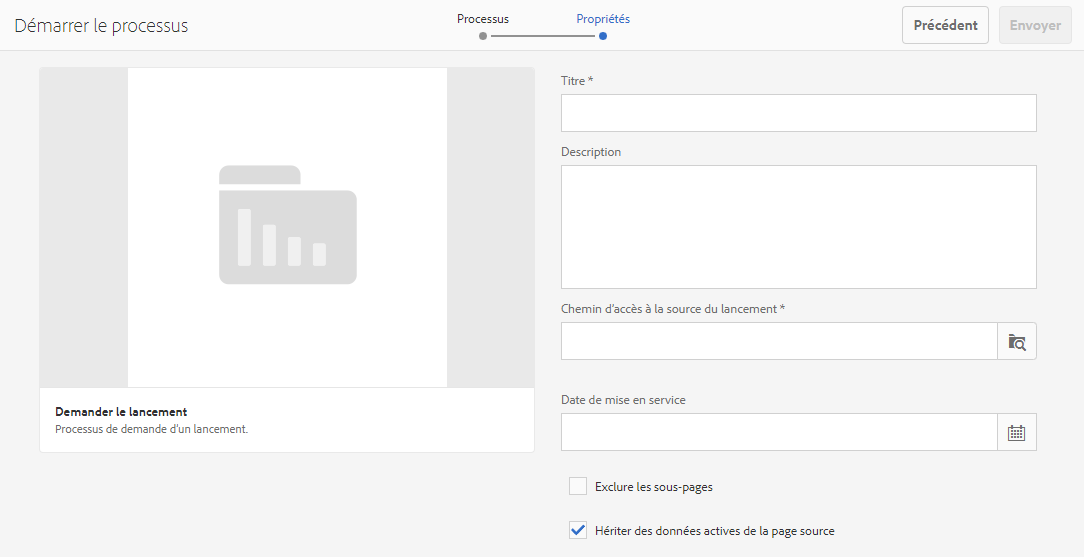 Démarrer le processus
Processus
Propriétés
Précédent
Envoyer
Titre *
Description
Chemin d'accès à la source du lancement *
Date de mise en service
Exclure les sous-pages
Hériter des données actives de la page source
Demander le lancement
Processus de demande d'un lancement.